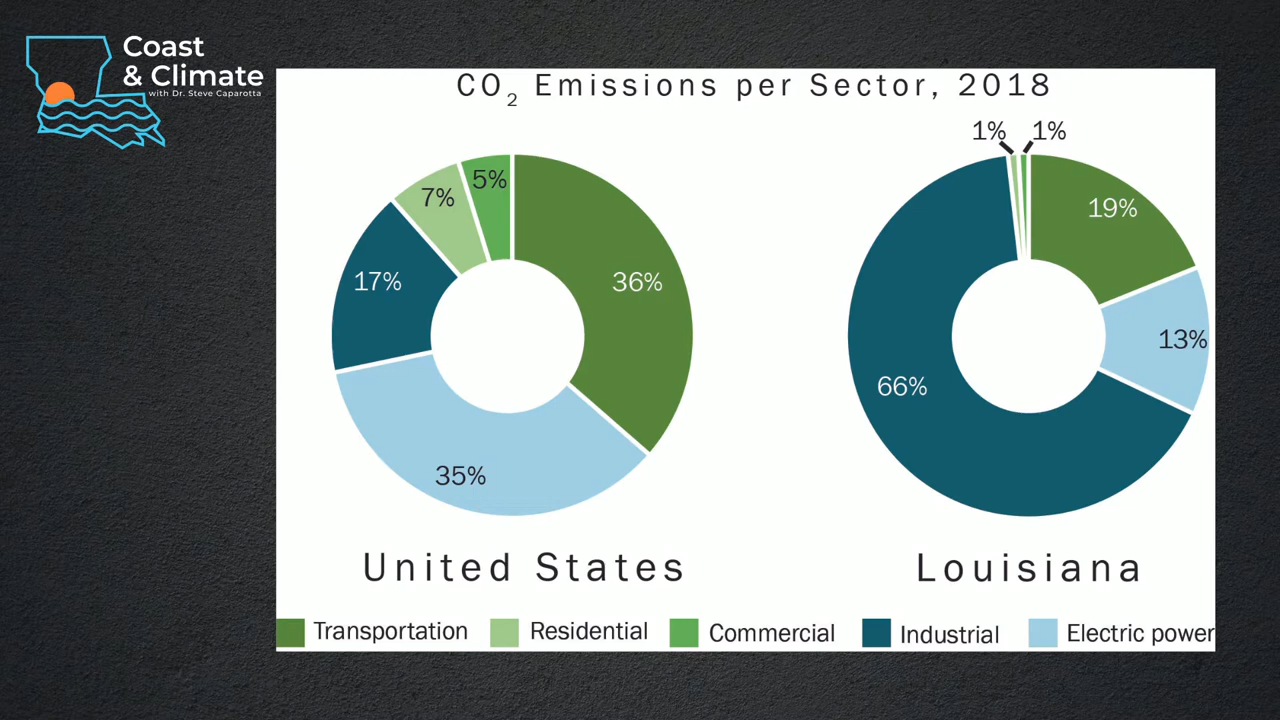 Coast
& Climate
with Dr. Steve Caparotta
CO2 Emissions per Sector, 2018
1% 1%
5%
7%
19%
36%
17%
13%
66%
35%
United States
Louisiana
Transportation
Residential
Commercial
Industrial
Electric power